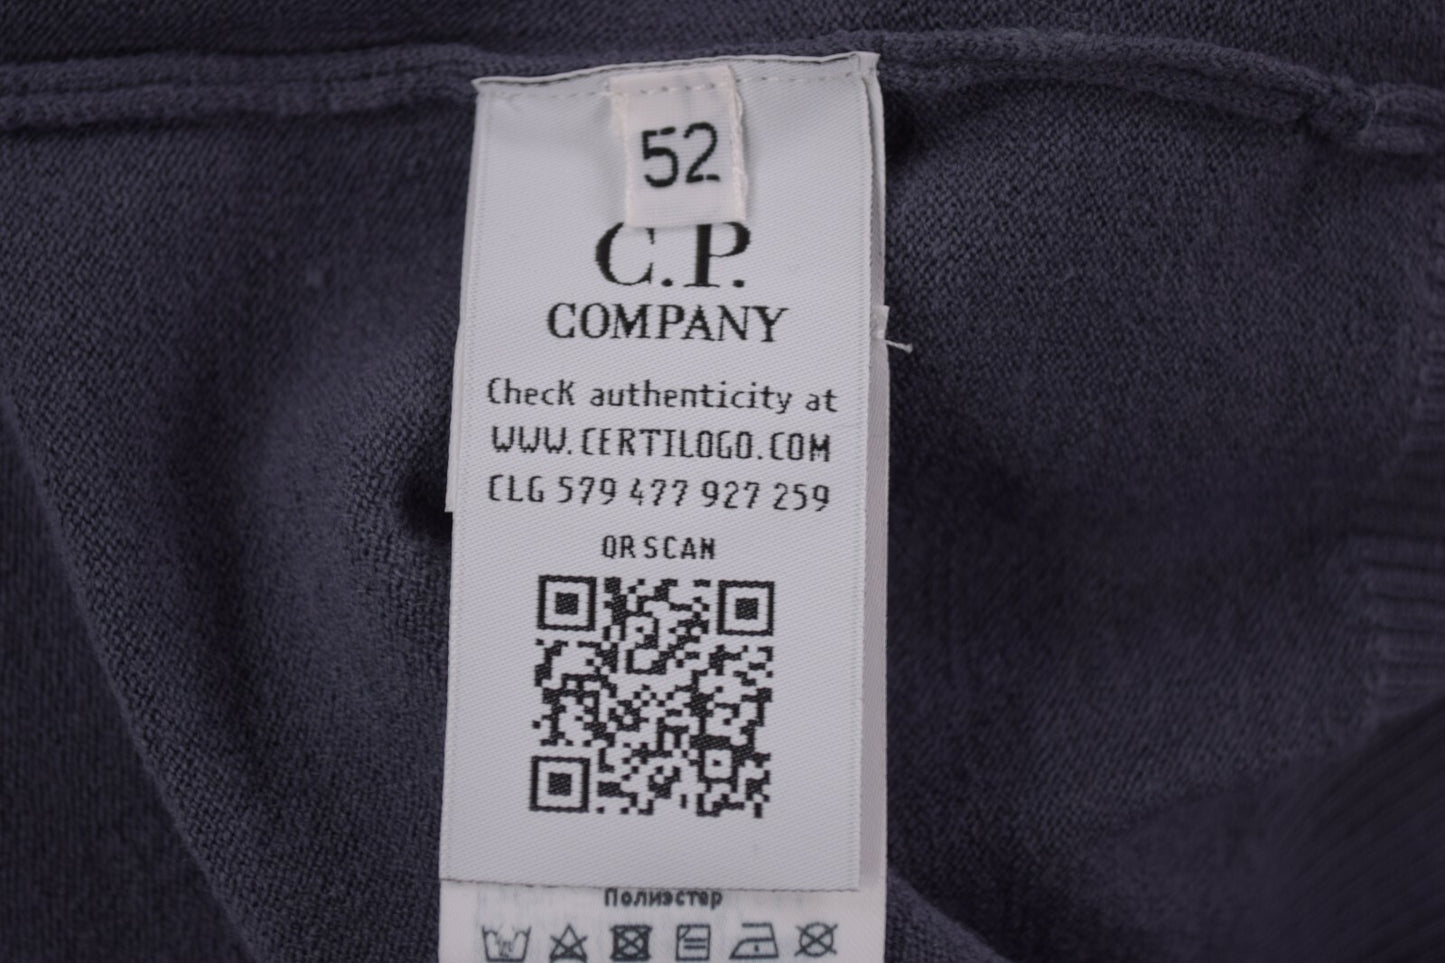 52
C.P.
COMPANY
Check authenticity at
WWW.CERTILOGO.COM
CLG 579 477 927 259
OR SCAN
Полиэстер